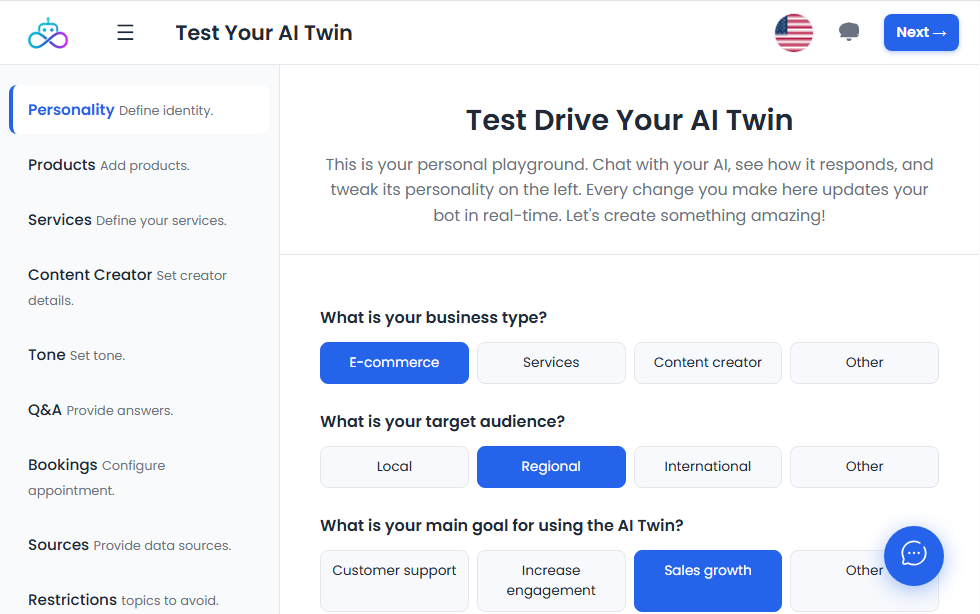 Test Your AI Twin
Next →
Personality Define identity.
Products Add products.
Services Define your services.
Content Creator Set creator
details.
Tone Set tone.
Q&A Provide answers.
Bookings Configure
appointment.
Sources Provide data sources.
Restrictions topics to avoid.
Test Drive Your AI Twin
This is your personal playground. Chat with your AI, see how it responds, and
tweak its personality on the left. Every change you make here updates your
bot in real-time. Let's create something amazing!
What is your business type?
E-commerce Services Content creator Other
What is your target audience?
Local Regional International Other
What is your main goal for using the AI Twin?
Customer support Increase engagement Sales growth Other